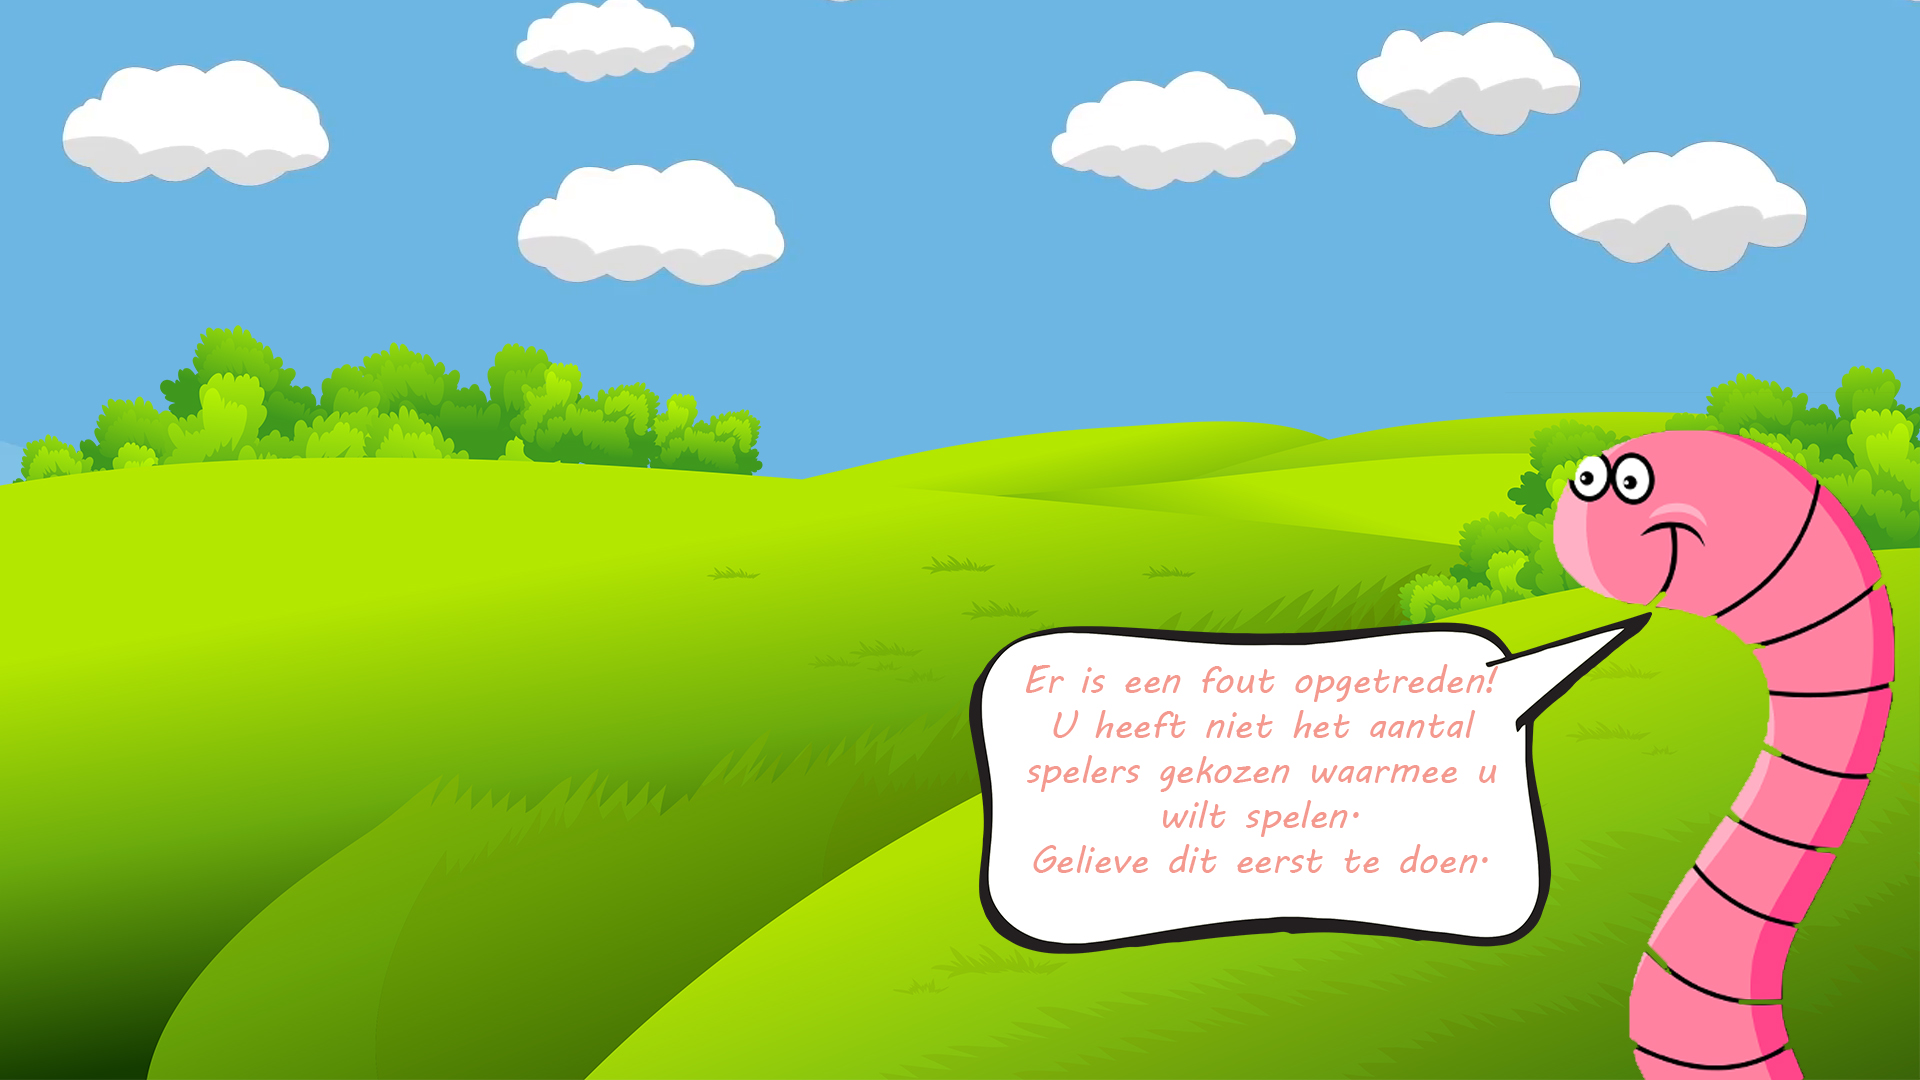 Er is een fout opgetreden!
U heeft niet het aantal
spelers gekozen waarmee u
wilt spelen.
Gelieve dit eerst te doen.